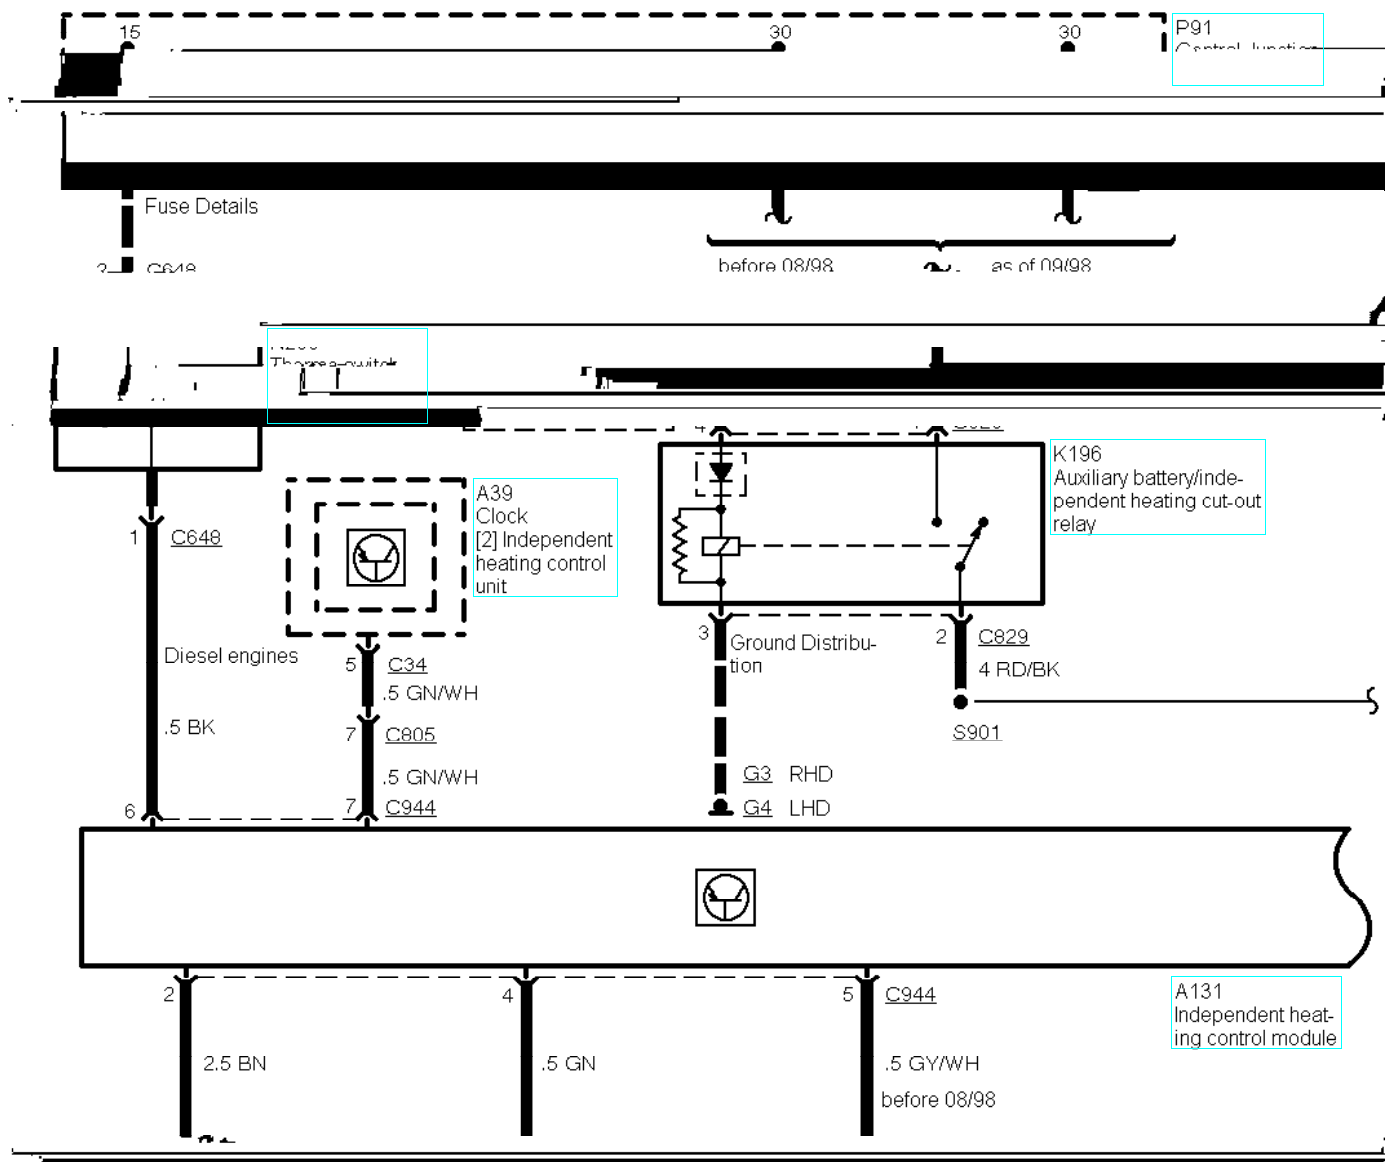 15
30
30
P91
Fuse Details
before 08/98
as of 09/98
K196
Auxiliary battery/inde-
pendent heating cut-out
relay
A39
Clock
[2] Independent
heating control
unit
1
C648
3
Ground Distribu-
tion
2
C829
4 RD/BK
Diesel engines
5
C34
.5 GN/WH
S901
.5 BK
7
C805
.5 GN/WH
G3 RHD
6
7
C944
G4 LHD
2
4
5
C944
A131
Independent heat-
ing control module
2.5 BN
.5 GN
.5 GY/WH
before 08/98